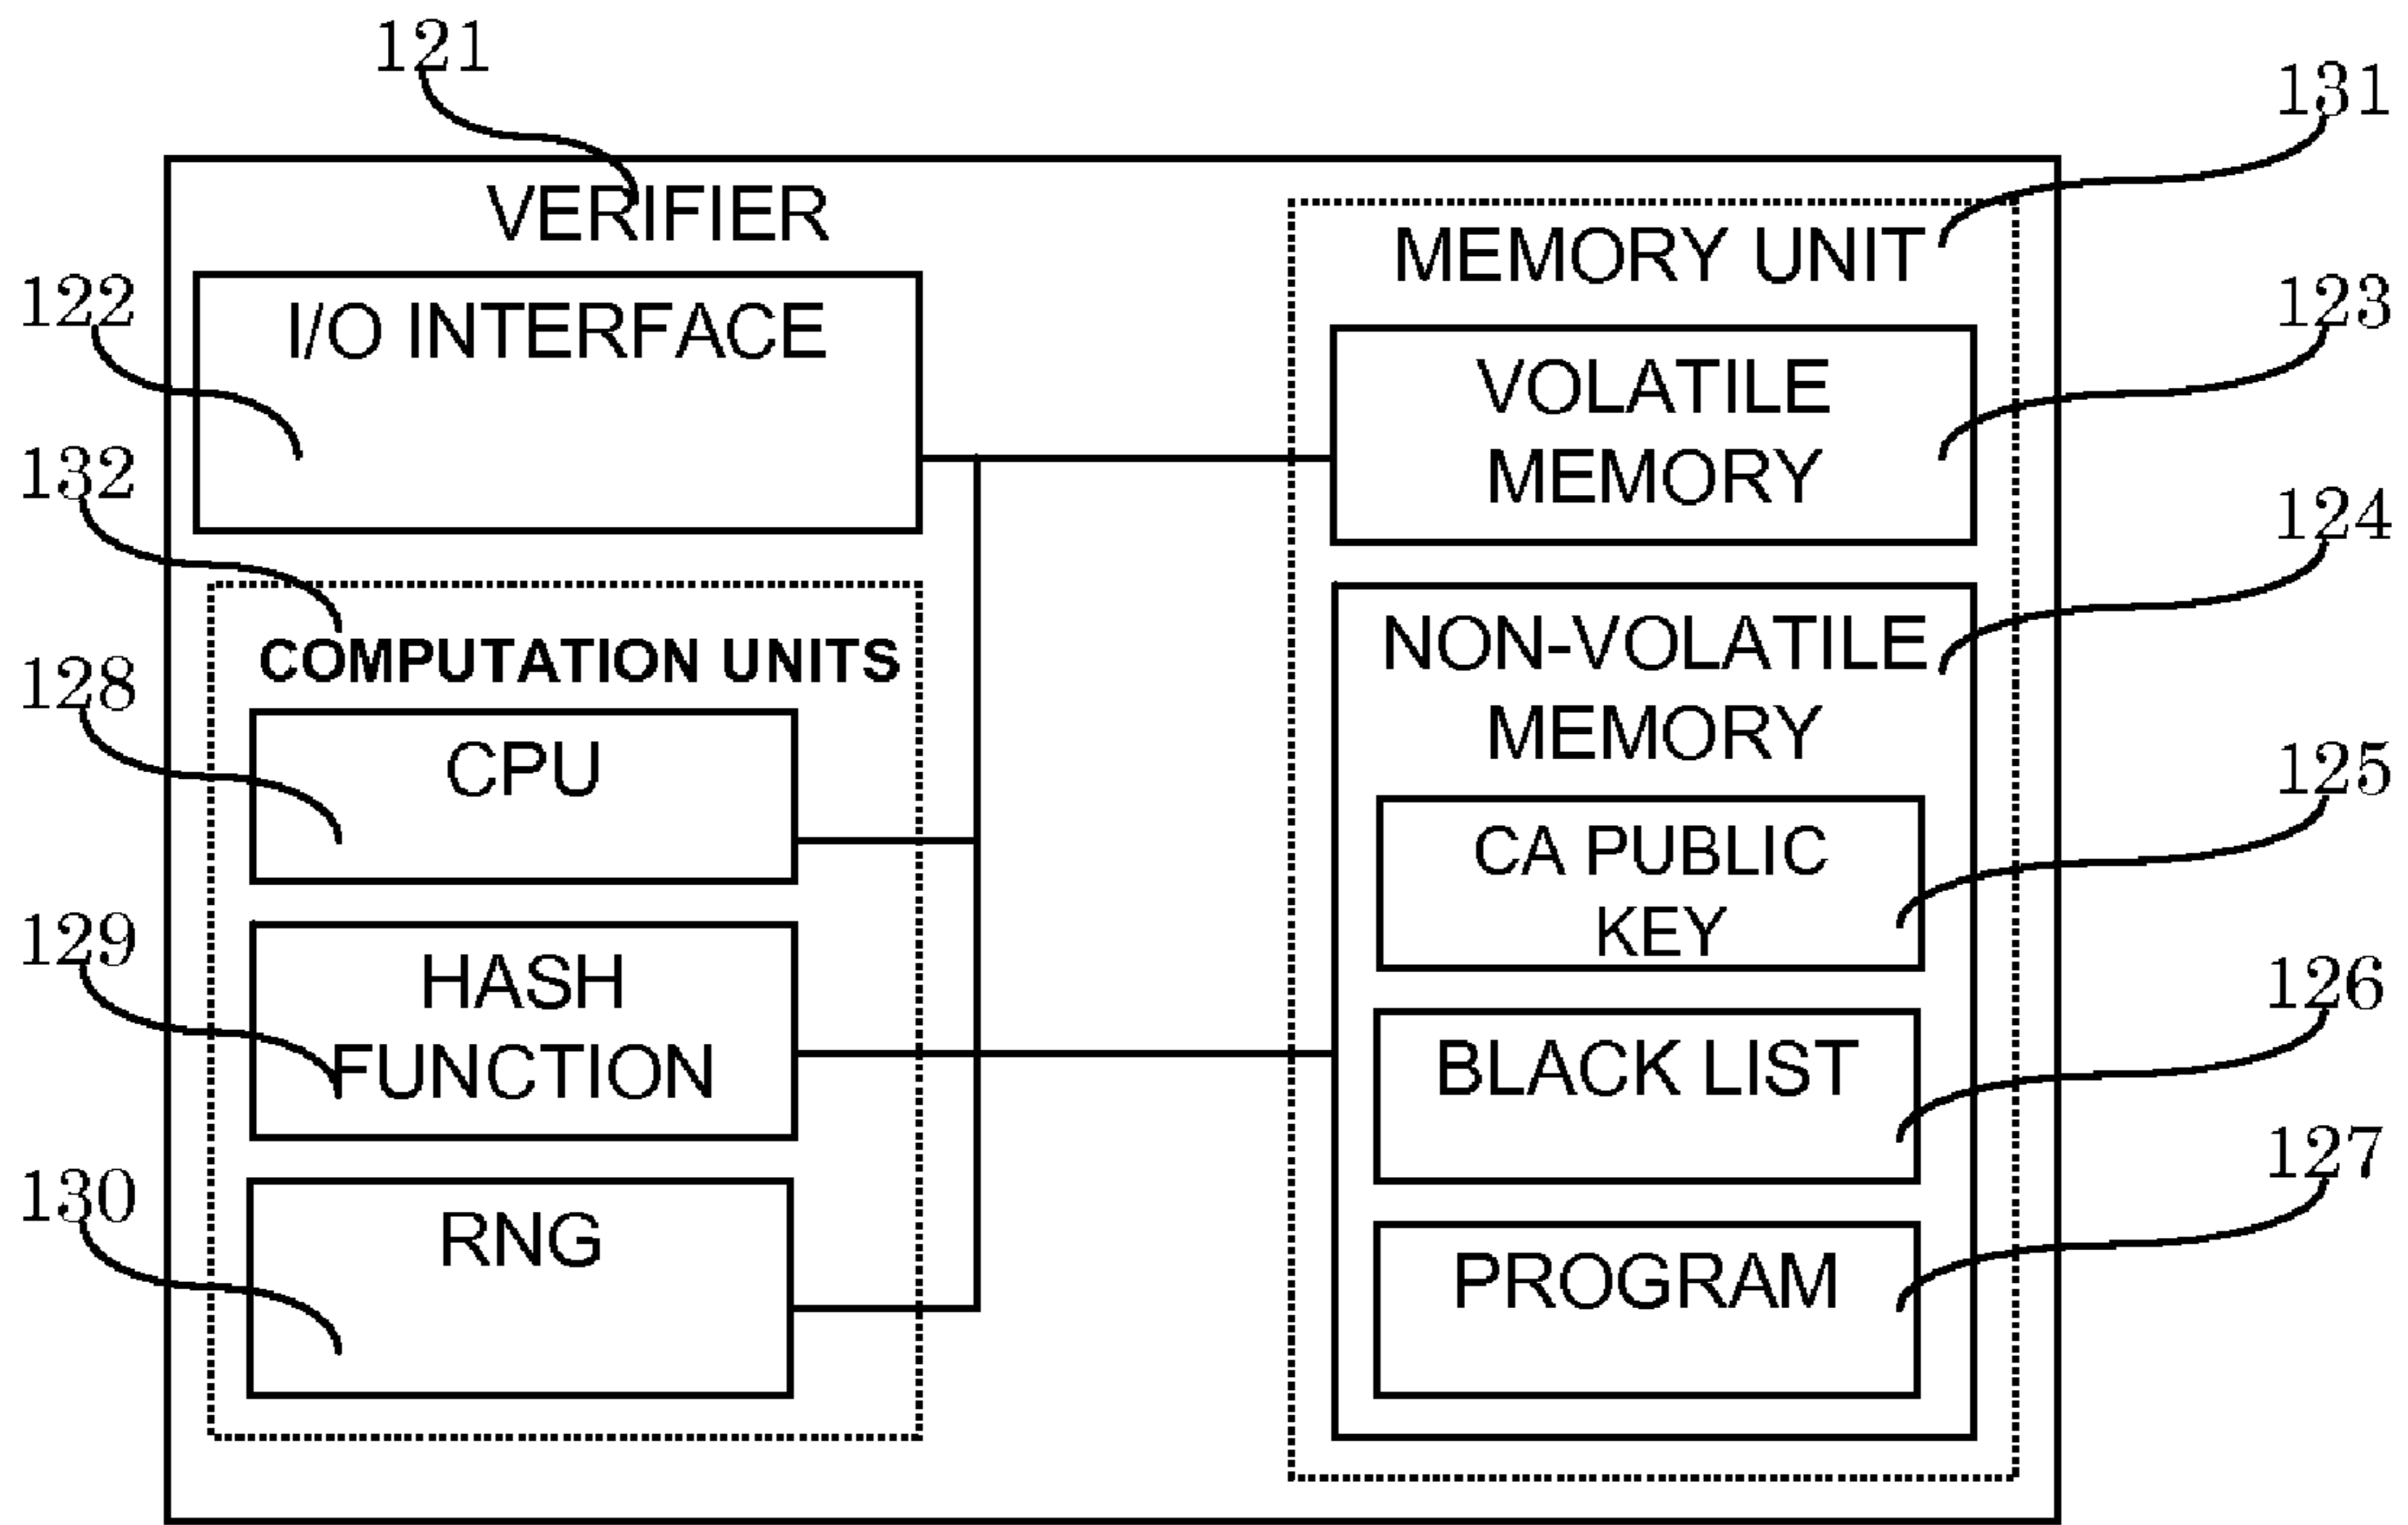 121
131
VERIFIER
MEMORY UNIT
122
I/O INTERFACE
123
VOLATILE
MEMORY
132
124
COMPUTATION UNITS
NON-VOLATILE
MEMORY
128
CPU
125
CA PUBLIC
KEY
129
HASH
FUNCTION
126
BLACK LIST
130
RNG
127
PROGRAM